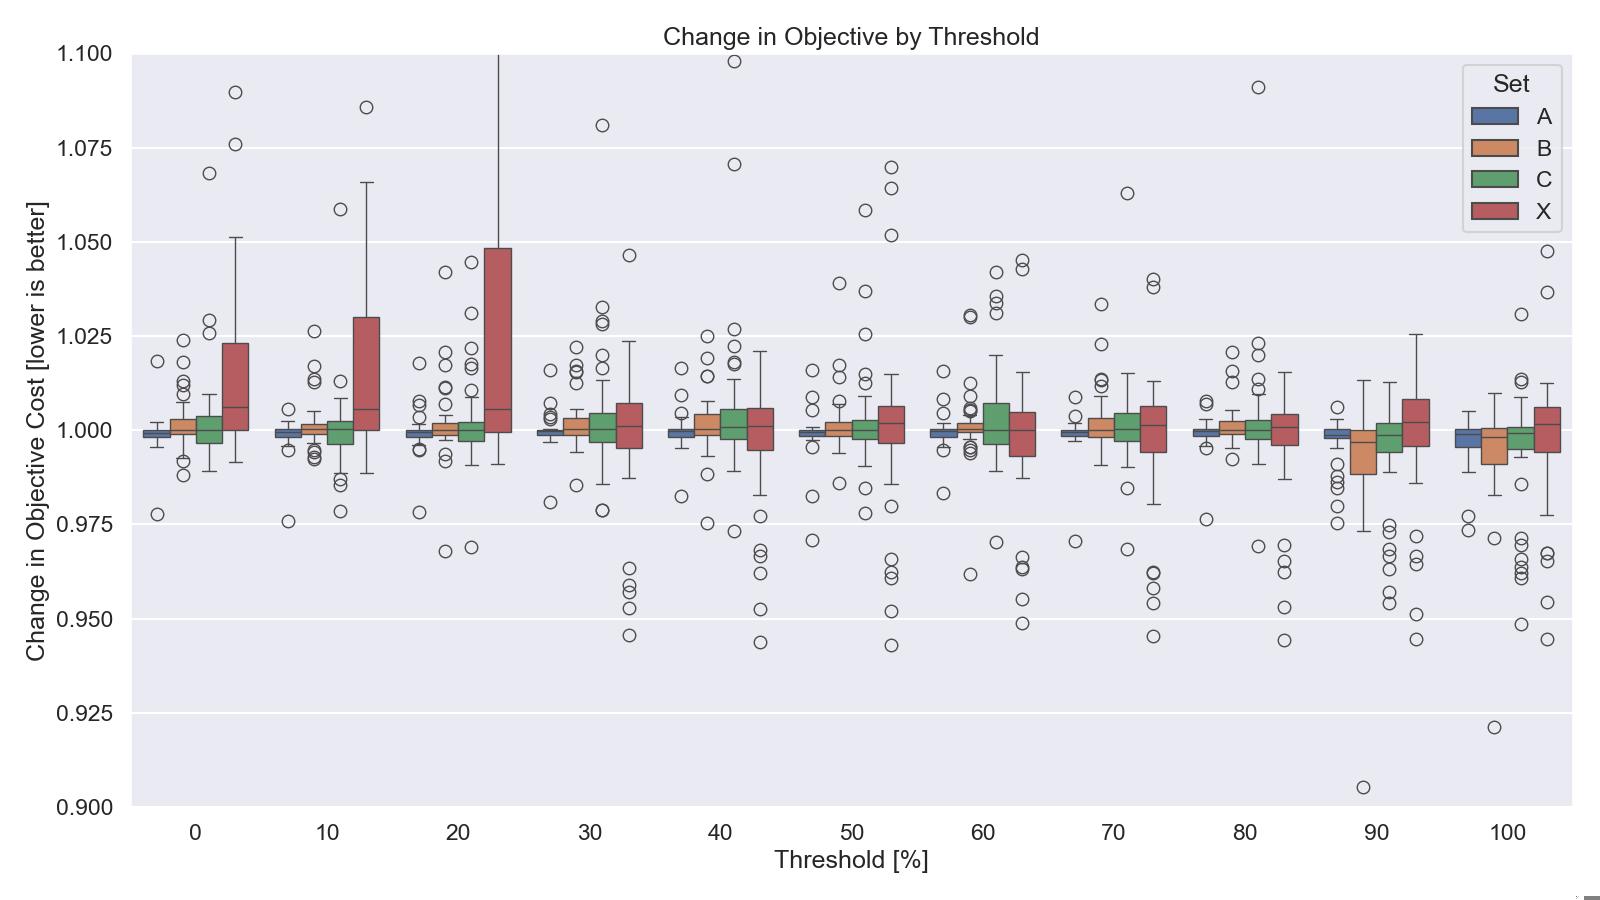 Change in Objective by Threshold
Change in Objective Cost [lower is better]
1.100
1.075
1.050
1.025
1.000
0.975
0.950
0.925
0.900
Set
A
B
C
X
0 10 20 30 40 50 60 70 80 90 100
Threshold [%]